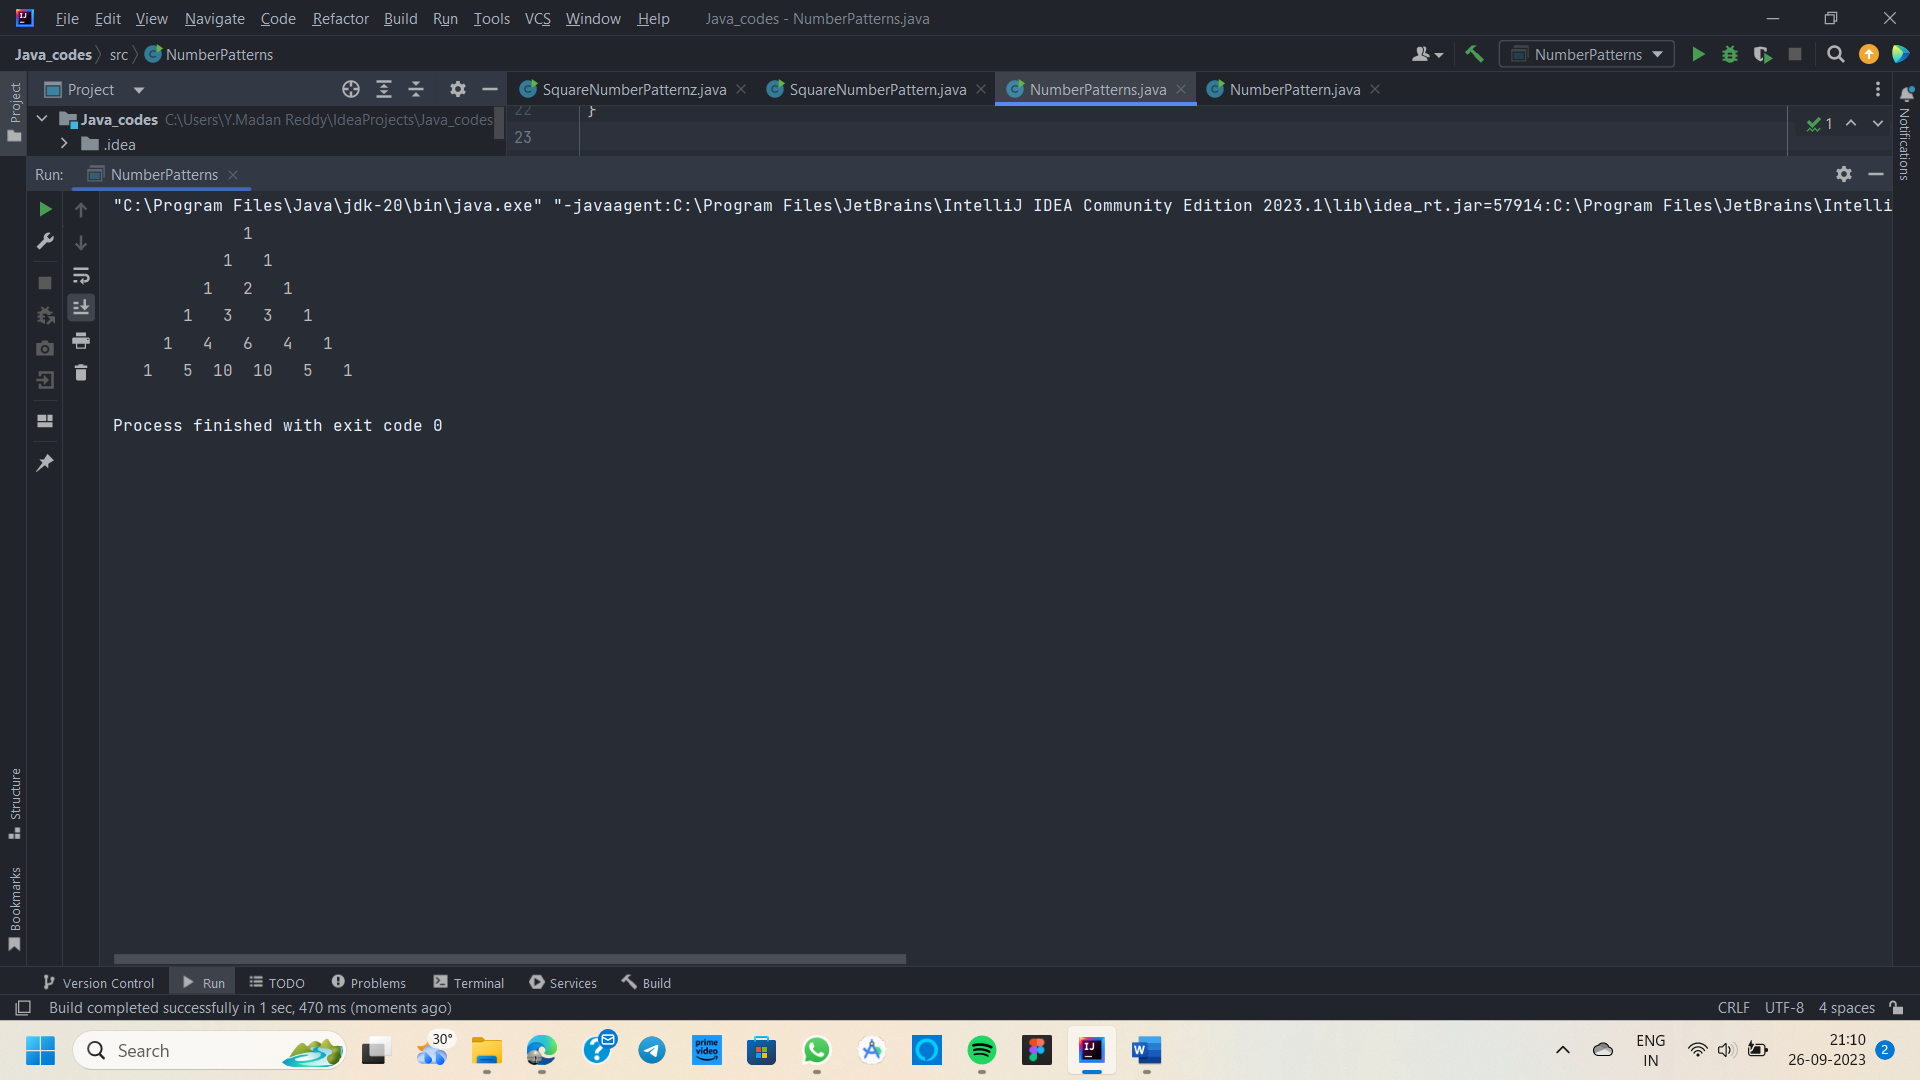 File Edit View Navigate Code Refactor Build Run Tools VCS Window Help Java_codes - NumberPatterns.java
Java_codes src NumberPatterns NumberPatterns
Project
Project SquareNumberPatternz.java SquareNumberPattern.java NumberPatterns.java NumberPattern.java
Java_codes C:\Users\Y.Madan Reddy\IdeaProjects\Java_codes
22 }
.idea
23
1
Notifications
Run: NumberPatterns
"C:\Program Files\Java\jdk-20\bin\java.exe" "-javaagent:C:\Program Files\JetBrains\IntelliJ IDEA Community Edition 2023.1\lib\idea_rt.jar=57914:C:\Program Files\JetBrains\Intelli
1
1 1
1 2 1
1 3 3 1
1 4 6 4 1
1 5 10 10 5 1
Process finished with exit code 0
Structure
Bookmarks
Version Control Run TODO Problems Terminal Services Build
Build completed successfully in 1 sec, 470 ms (moments ago) CRLF UTF-8 4 spaces
Search 30° prime video IJ W ENG IN 21:10 26-09-2023 2